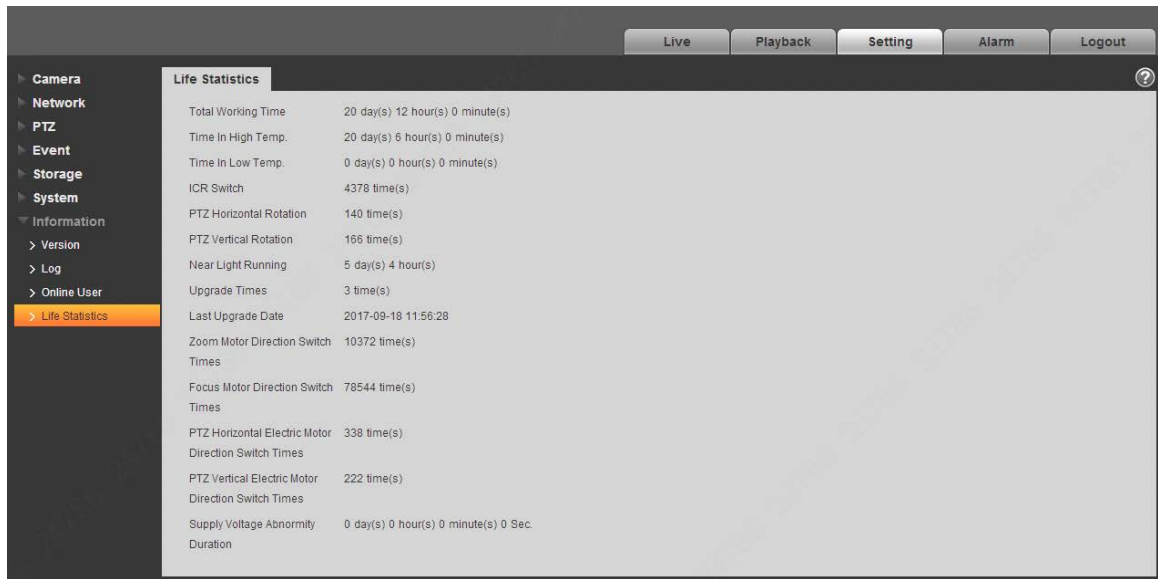 Live Playback Setting Alarm Logout
Camera
Network
PTZ
Event
Storage
System
Information
> Version
> Log
> Online User
> Life Statistics
Life Statistics
Total Working Time 20 day(s) 12 hour(s) 0 minute(s)
Time In High Temp. 20 day(s) 6 hour(s) 0 minute(s)
Time In Low Temp. 0 day(s) 0 hour(s) 0 minute(s)
ICR Switch 4378 time(s)
PTZ Horizontal Rotation 140 time(s)
PTZ Vertical Rotation 166 time(s)
Near Light Running 5 day(s) 4 hour(s)
Upgrade Times 3 time(s)
Last Upgrade Date 2017-09-18 11:56:28
Zoom Motor Direction Switch 10372 time(s)
Times
Focus Motor Direction Switch 78544 time(s)
Times
PTZ Horizontal Electric Motor 338 time(s)
Direction Switch Times
PTZ Vertical Electric Motor 222 time(s)
Direction Switch Times
Supply Voltage Abnormity 0 day(s) 0 hour(s) 0 minute(s) 0 Sec.
Duration